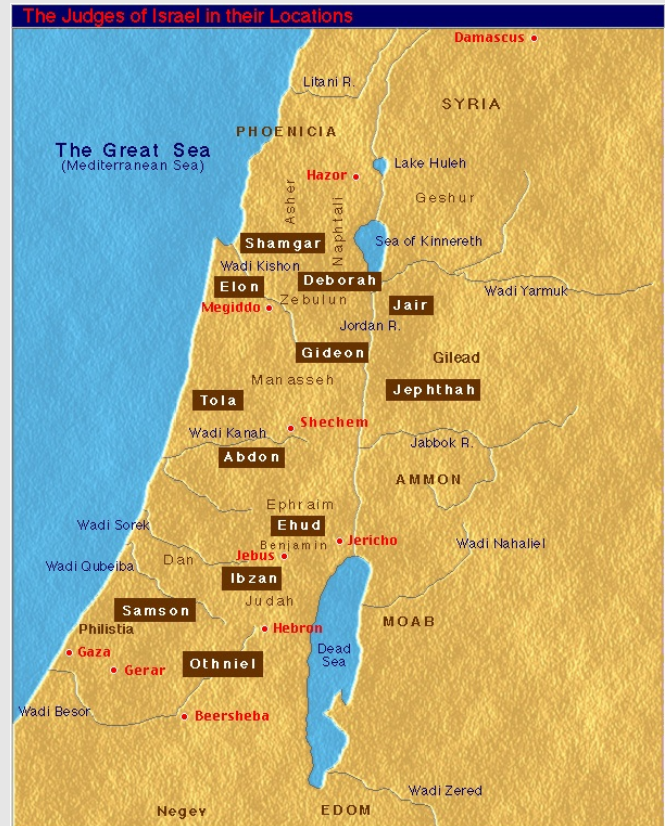 The Judges of Israel in their Locations
Damascus
Litani R.
SYRIA
PHOENICIA
The Great Sea
(Mediterranean Sea)
Lake Huleh
Hazor
Geshur
Asher
Naphtali
Shamgar
Sea of Kinnereth
Wadi Kishon
Deborah
Elon
Wadi Yarmuk
Zebulun
Jair
Megiddo
Jordan R.
Gideon
Gilead
Manasseh
Jephthah
Tola
Shechem
Wadi Kanah
Jabbok R.
Abdon
AMMON
Ephraim
Wadi Sorek
Ehud
Jericho
Benjamin
Wadi Nahaliel
Jebus
Dan
Wadi Qubeiba
Ibzan
Judah
Samson
MOAB
Philistia
Hebron
Gaza
Dead
Sea
Othniel
Gerar
Wadi Besor
Beersheba
Wadi Zered
Negev
EDOM